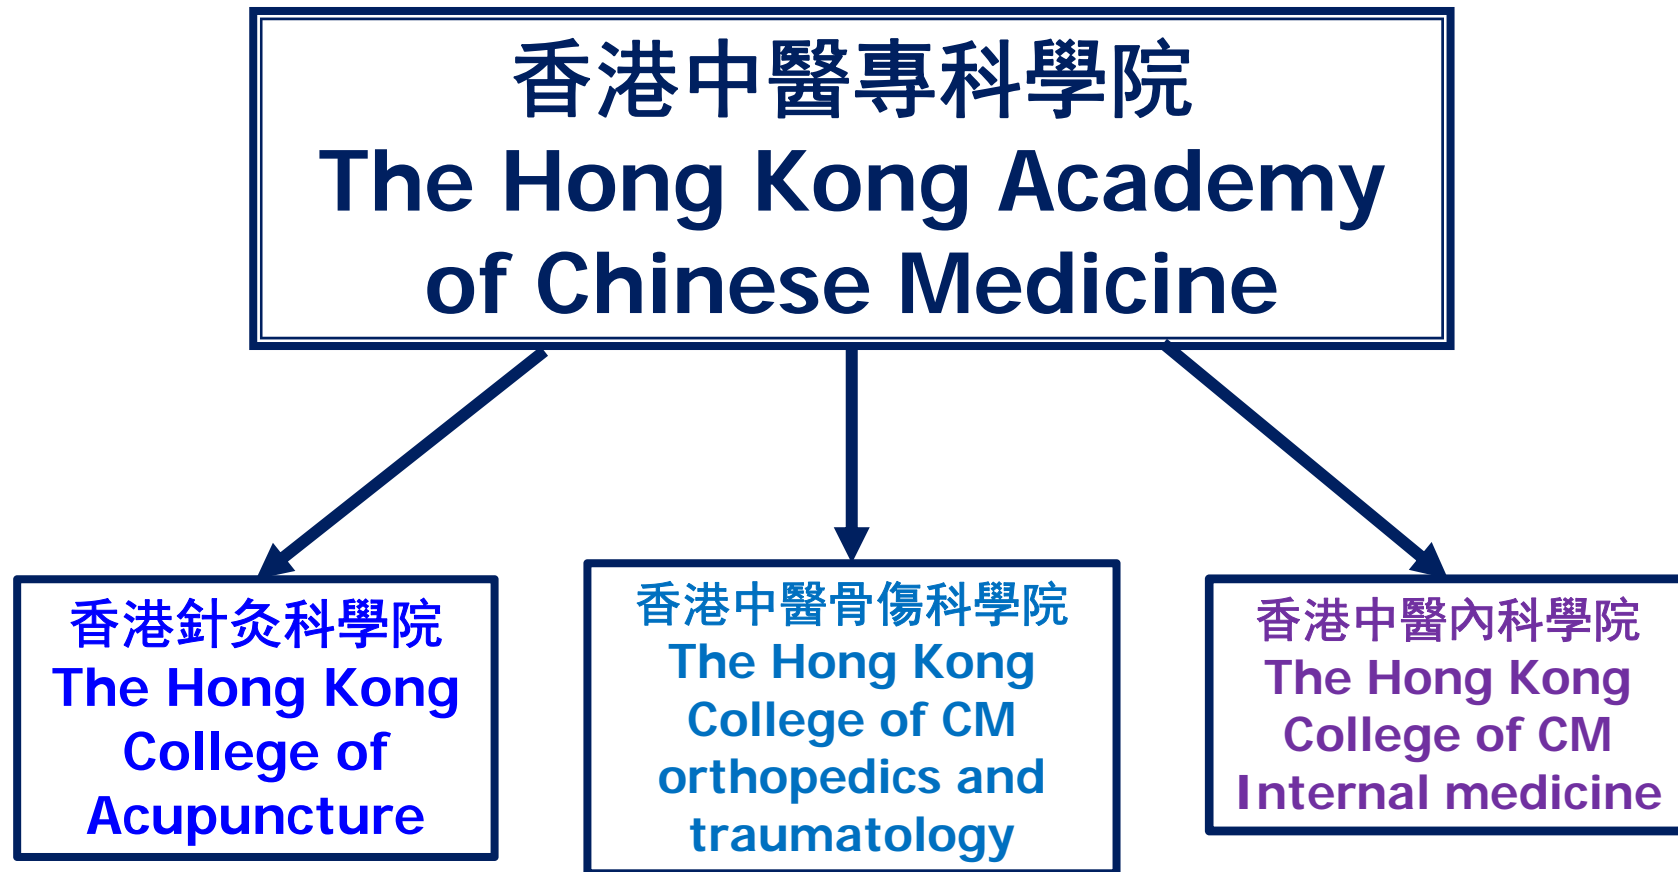 香港中醫專科學院
The Hong Kong Academy
of Chinese Medicine
香港針灸科學院
The Hong Kong
College of
Acupuncture
香港中醫骨傷科學院
The Hong Kong
College of CM
orthopedics and
traumatology
香港中醫內科學院
The Hong Kong
College of CM
Internal medicine